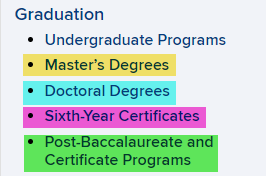 Graduation
• Undergraduate Programs
• Master's Degrees
• Doctoral Degrees
• Sixth-Year Certificates
• Post-Baccalaureate and
Certificate Programs